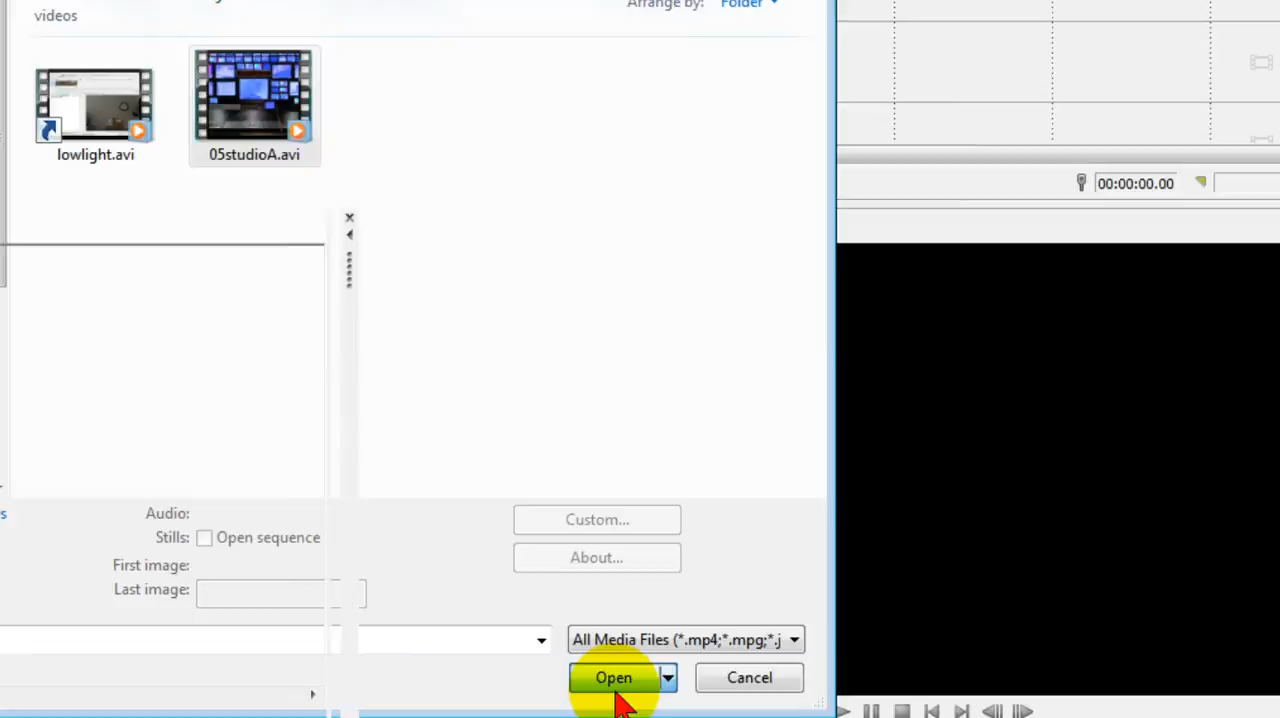 Arrange by: Folder
videos
lowlight.avi
05studioA.avi
00:00:00.00
Audio:
Stills: Open sequence
First image:
Last image:
Custom...
About...
All Media Files (*.mp4;*.mpg;*.j
Open
Cancel